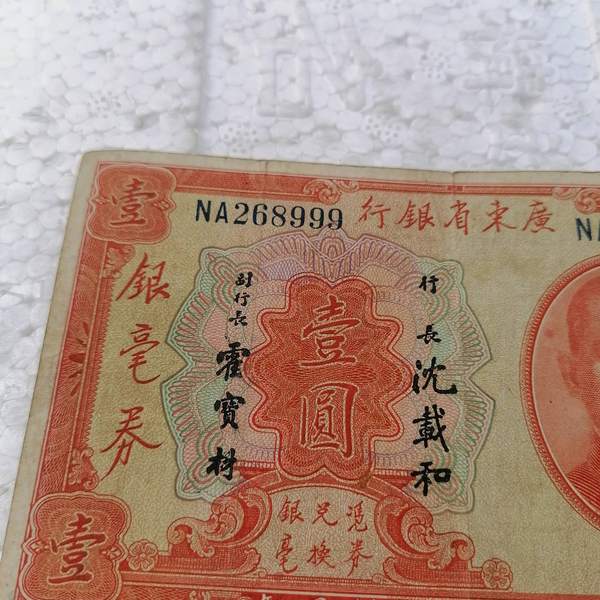 壹
NA268999
行銀省東廣
NA
銀毫券
副行長 霍寶材
壹圓
行長 沈載和
憑券兌換銀毫
壹